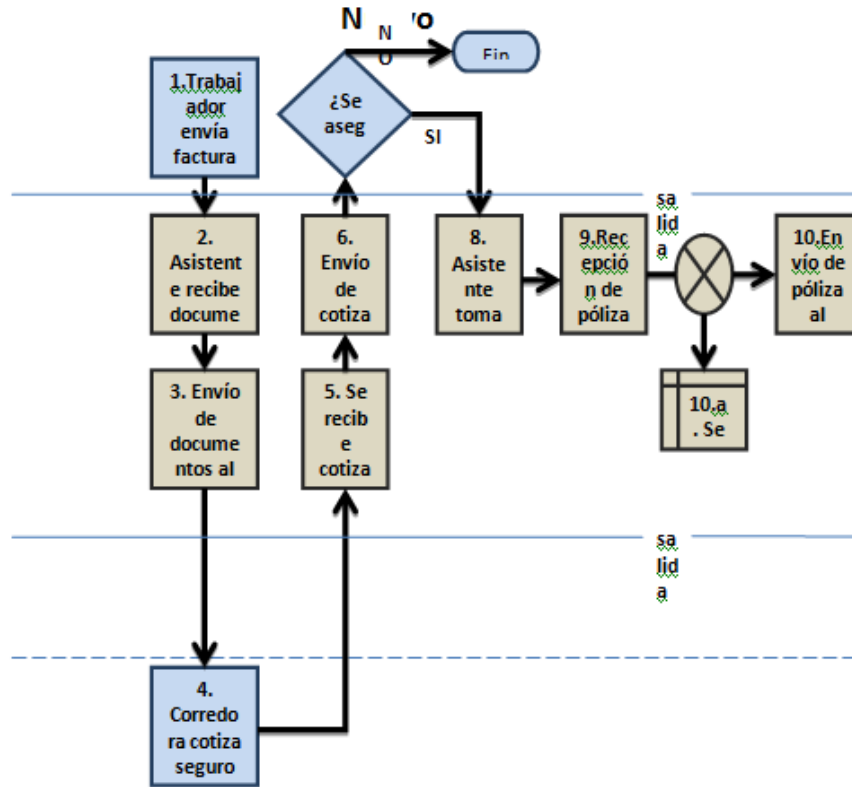 N vo
N
O
Fin
1.Trabaj
ador
envía
factura
¿Se
aseg
SI
sa
lid
a
2.
Asistent
e recibe
docume
6.
Envío
de
cotiza
8.
Asiste
nte
toma
9.Rec
epció
n de
póliza
10.En
vío de
póliza
al
3. Envío
de
docume
ntos al
5. Se
recib
e
cotiza
10.a
. Se
sa
lid
a
4.
Corredo
ra cotiza
seguro